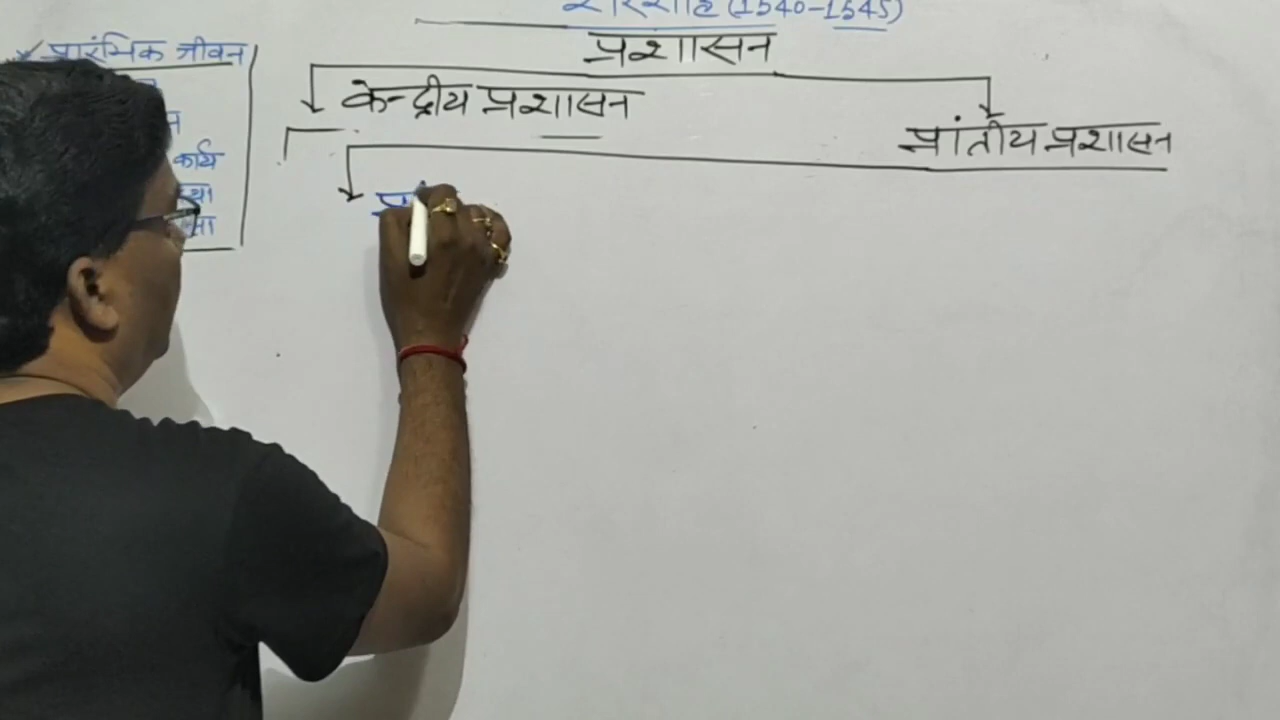 शेरशाह (1540-1545)
प्रशासन
प्रारंभिक जीवन
केन्द्रीय प्रशासन
प्रांतीय प्रशासन
कार्य